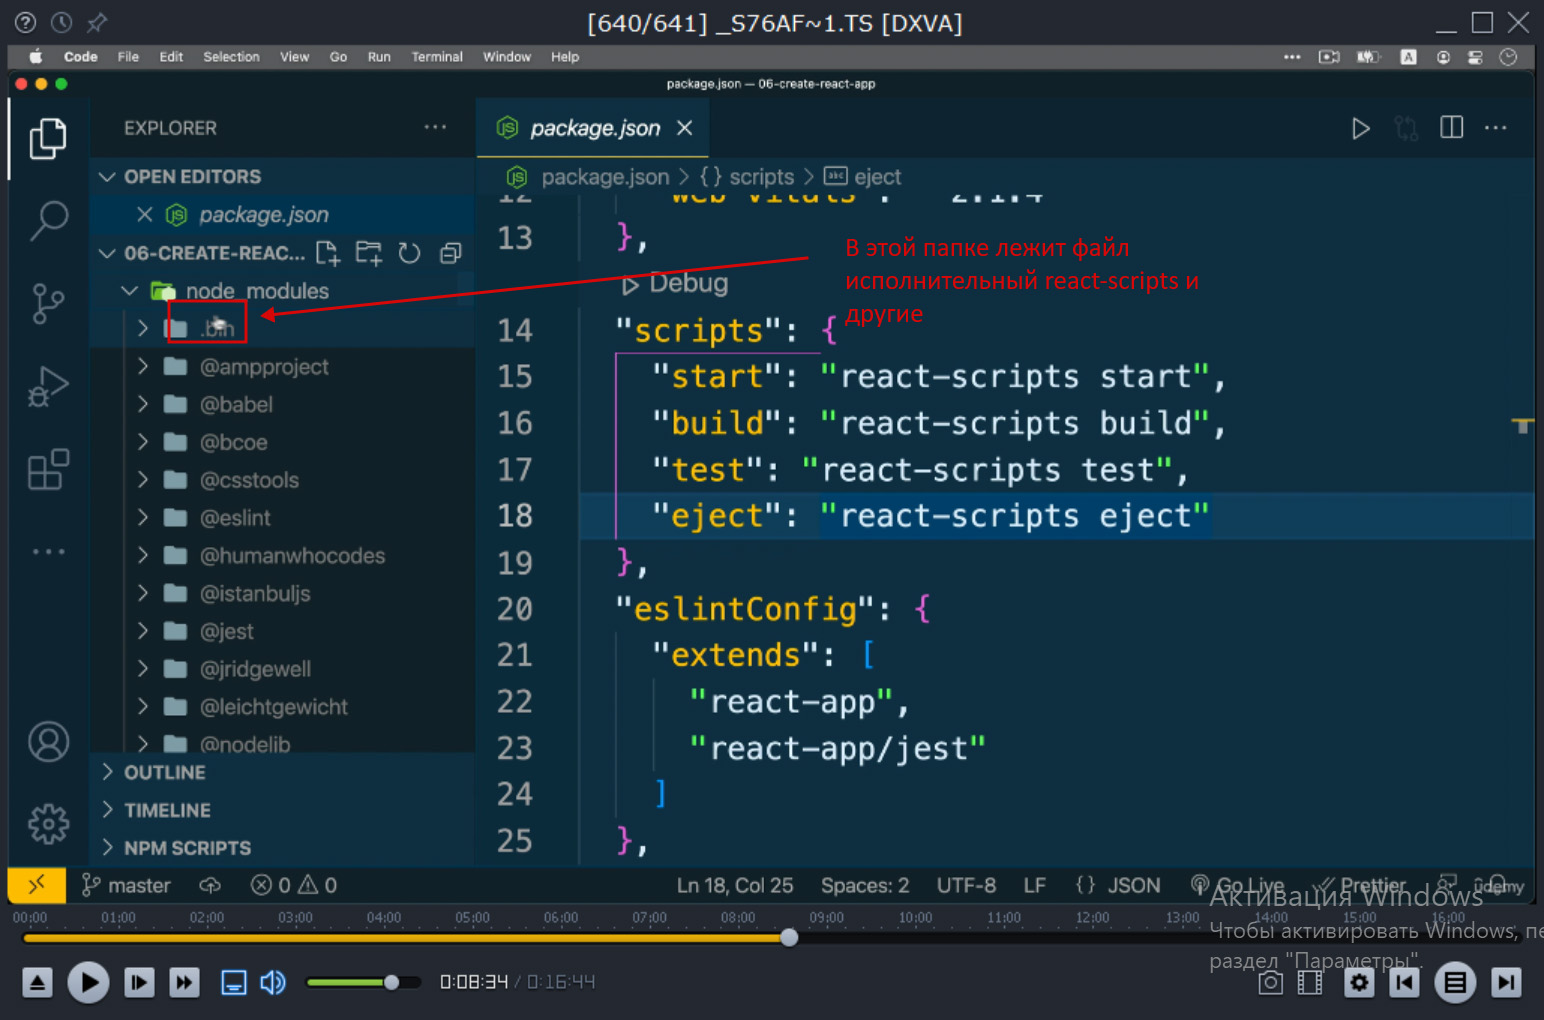 [640/641] _S76AF~1.TS [DXVA]
Code File Edit Selection View Go Run Terminal Window Help
A
package.json — 06-create-react-app
EXPLORER
package.json
OPEN EDITORS
package.json > {} scripts > abc eject
package.json
12 "web-vitals": "^2.1.4"
13 },
06-CREATE-REAC...
В этой папке лежит файл
исполнительный react-scripts и
другие
Debug
node_modules
.bin
@ampproject
@babel
@bcoe
@csstools
@eslint
@humanwhocodes
@istanbuljs
@jest
@jridgewell
@leichtgewicht
@nodelib
OUTLINE
TIMELINE
NPM SCRIPTS
14 "scripts": {
15 "start": "react-scripts start",
16 "build": "react-scripts build",
17 "test": "react-scripts test",
18 "eject": "react-scripts eject"
19 },
20 "eslintConfig": {
21 "extends": [
22 "react-app",
23 "react-app/jest"
24 ]
25 },
master 0 0 Ln 18, Col 25 Spaces: 2 UTF-8 LF {} JSON Go Live Prettier
udemy
Активация Windows
Чтобы активировать Windows, пе
раздел "Параметры".
00:00 01:00 02:00 03:00 04:00 05:00 06:00 07:00 08:00 09:00 10:00 11:00 12:00 13:00 14:00 15:00 16:00
0:08:34 / 0:16:44